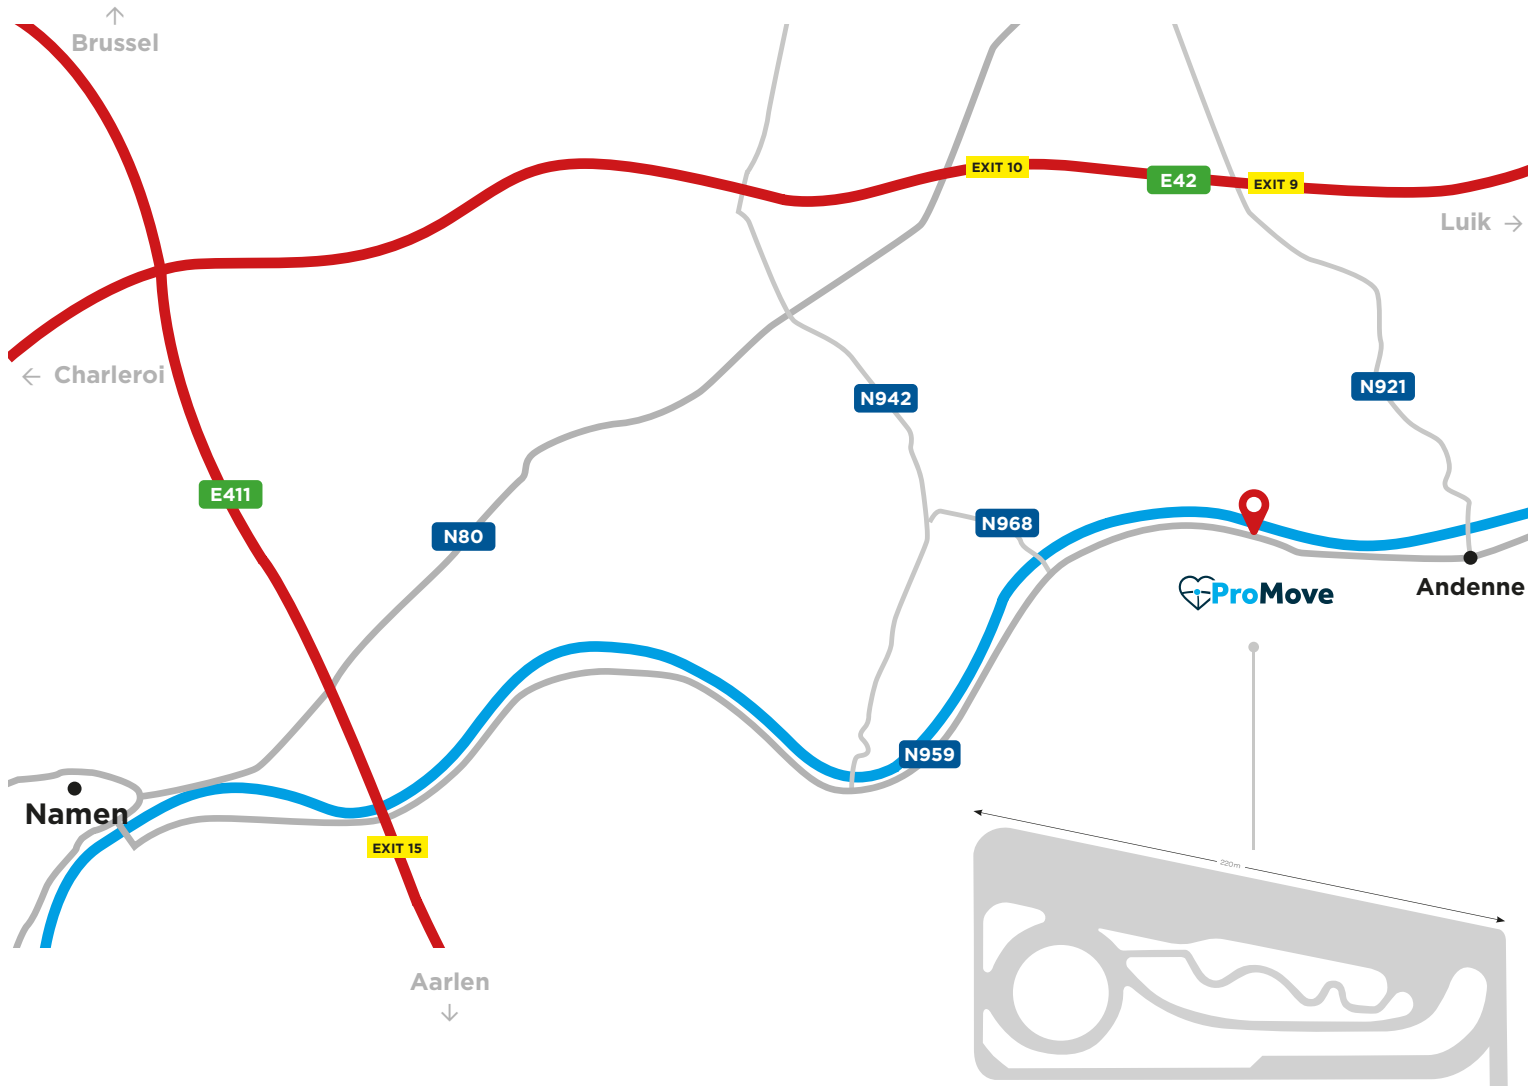 Brussel
EXIT 10
E42
EXIT 9
Luik
Charleroi
N942
N921
E411
N80
N968
ProMove
Andenne
N959
Namen
EXIT 15
220m
Aarlen